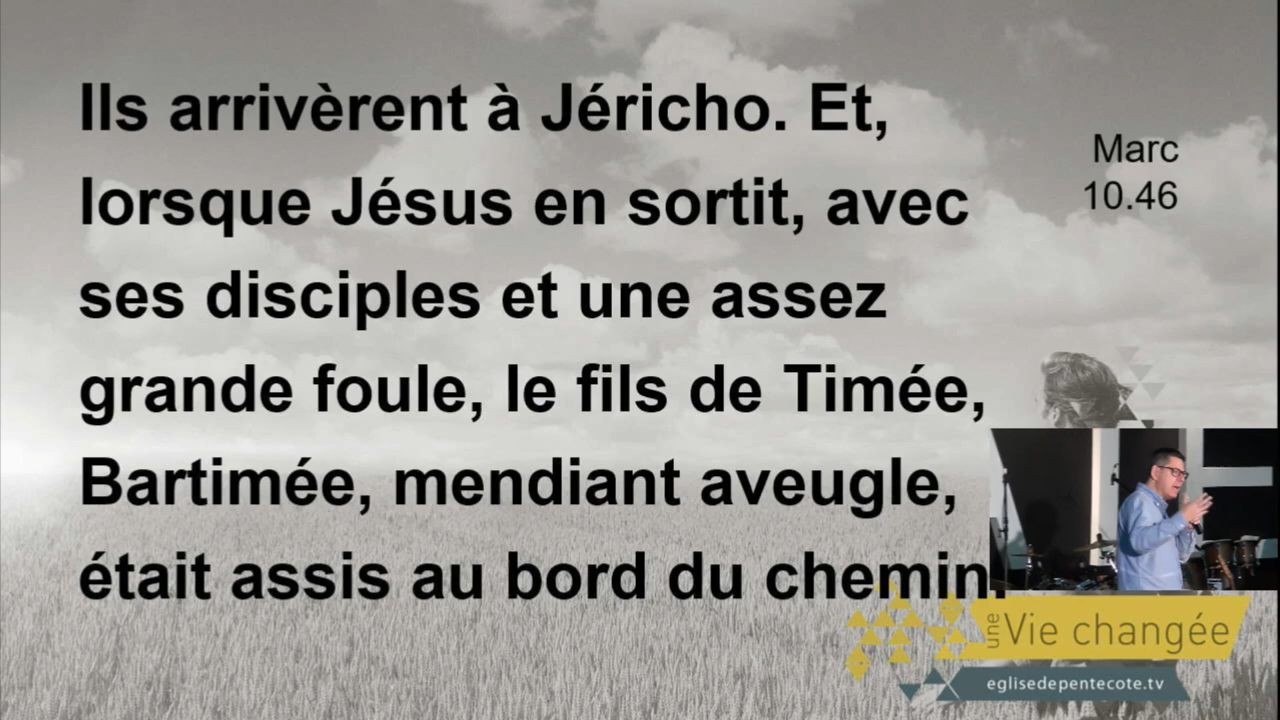 Ils arrivèrent à Jéricho. Et,
lorsque Jésus en sortit, avec
ses disciples et une assez
grande foule, le fils de Timée,
Bartimée, mendiant aveugle,
était assis au bord du chemin.
Marc
10.46
une Vie changée
eglisedepentecote.tv